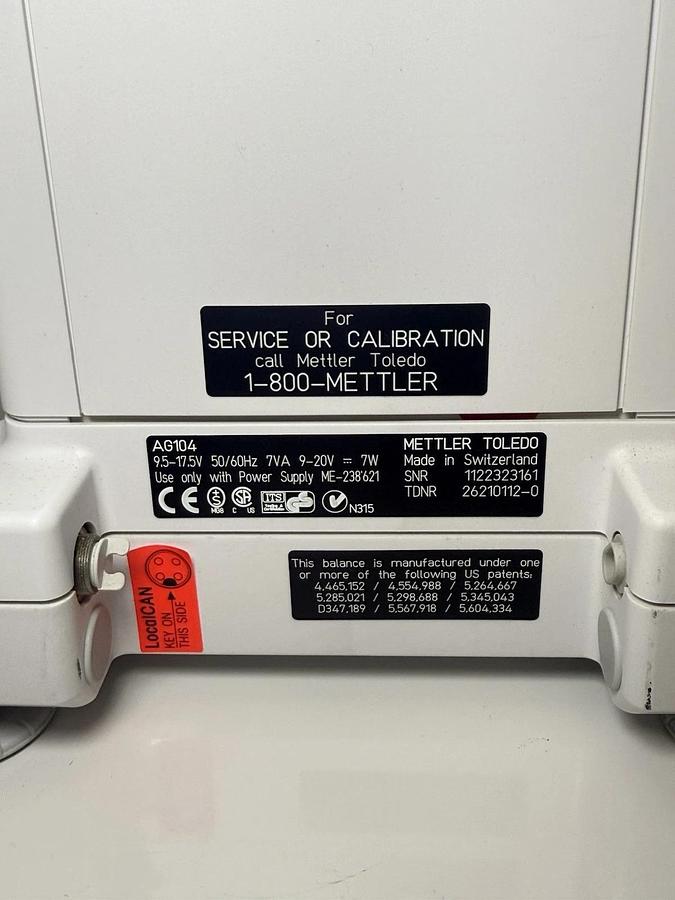 For
SERVICE OR CALIBRATION
call Mettler Toledo
1-800-METTLER
AG104
9.5-17.5V 50/60Hz 7VA 9-20V ⎓ 7W
Use only with Power Supply ME-238'621
CE MG8 C US N315
METTLER TOLEDO
Made in Switzerland
SNR 1122323161
TDNR 26210112-0
LocalCAN
KEY ON
THIS SIDE
This balance is manufactured under one
or more of the following US patents:
4,465,152 / 4,554,988 / 5,264,667
5,285,021 / 5,298,688 / 5,345,043
D347,189 / 5,567,918 / 5,604,334